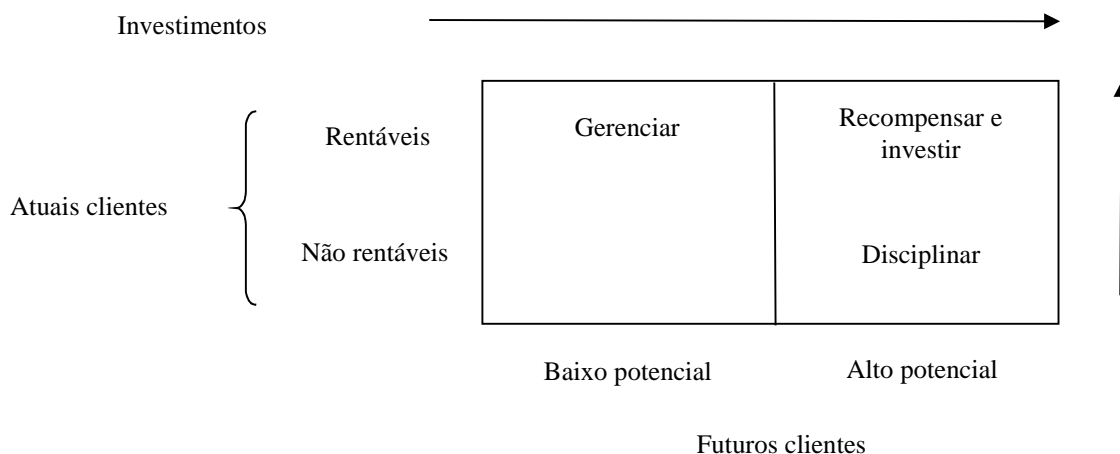 Investimentos
Gerenciar
Recompensar e
investir
Rentáveis
Atuais clientes
Não rentáveis
Disciplinar
Baixo potencial
Alto potencial
Futuros clientes